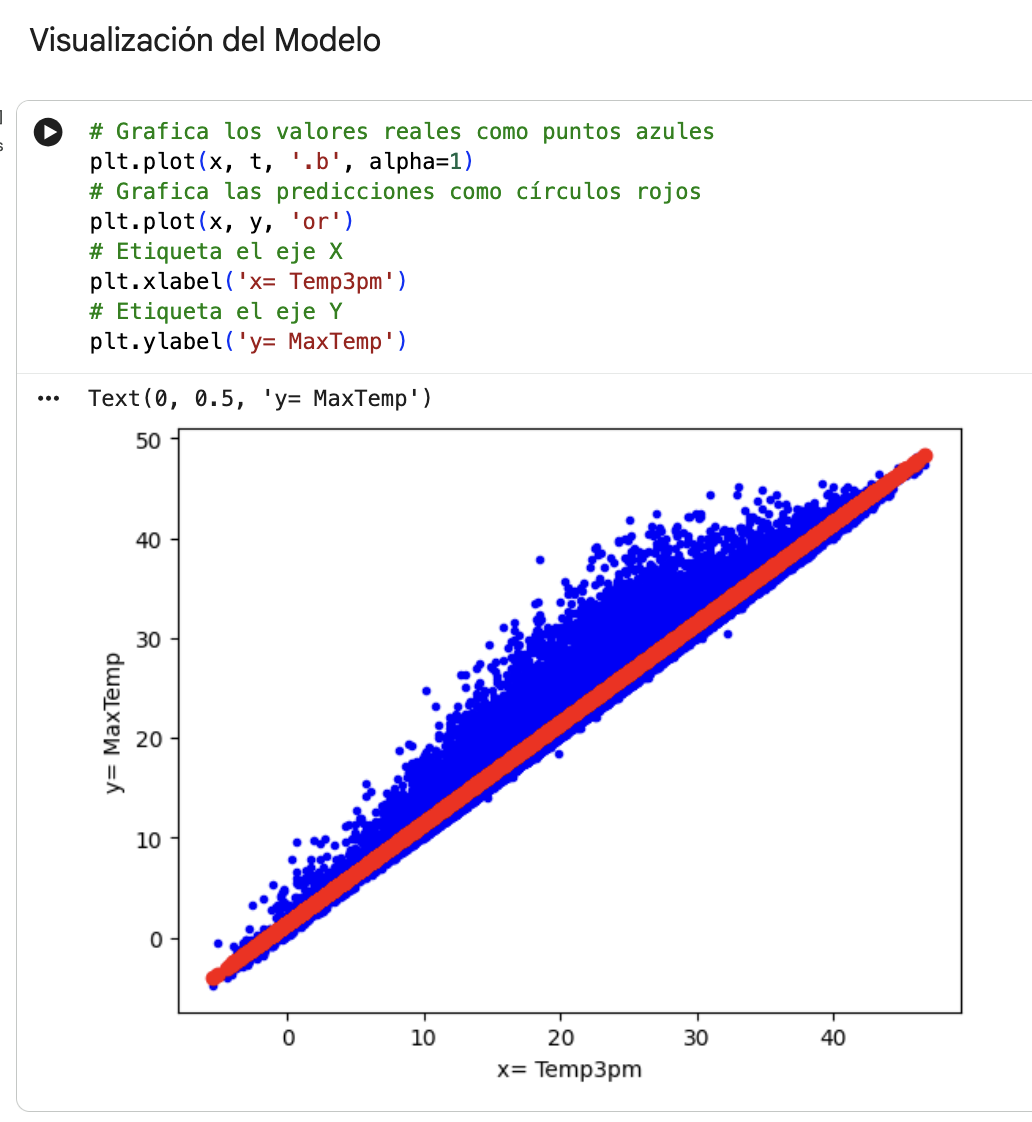 Visualización del Modelo
# Grafica los valores reales como puntos azules
plt.plot(x, t, '.b', alpha=1)
# Grafica las predicciones como círculos rojos
plt.plot(x, y, 'or')
# Etiqueta el eje X
plt.xlabel('x= Temp3pm')
# Etiqueta el eje Y
plt.ylabel('y= MaxTemp')
Text(0, 0.5, 'y= MaxTemp')
50
40
30
20
10
0
y= MaxTemp
0 10 20 30 40
x= Temp3pm